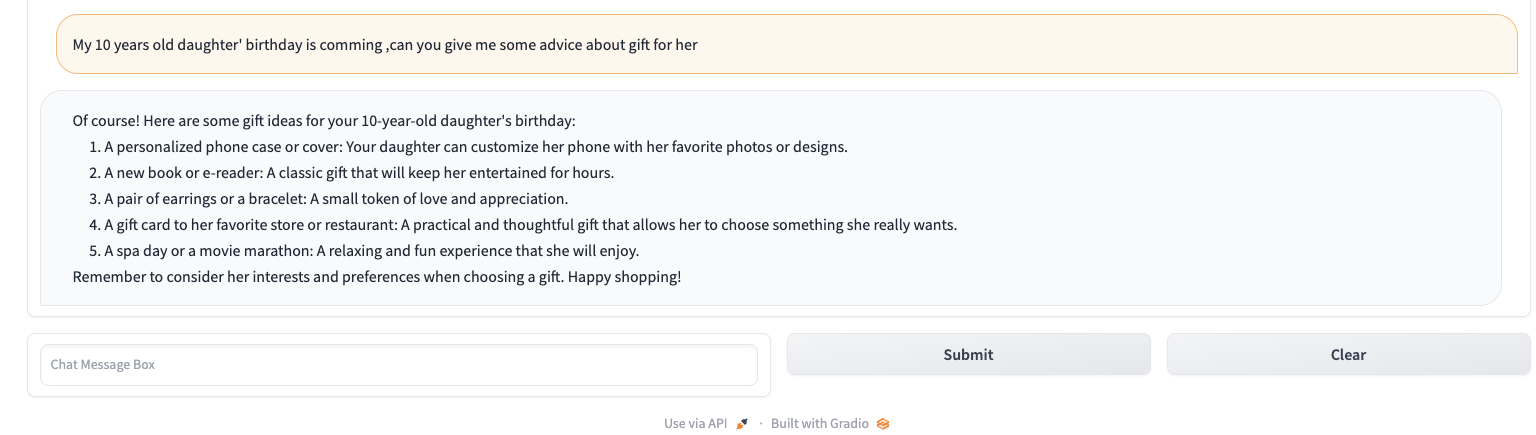 My 10 years old daughter' birthday is comming ,can you give me some advice about gift for her
Of course! Here are some gift ideas for your 10-year-old daughter's birthday:
1. A personalized phone case or cover: Your daughter can customize her phone with her favorite photos or designs.
2. A new book or e-reader: A classic gift that will keep her entertained for hours.
3. A pair of earrings or a bracelet: A small token of love and appreciation.
4. A gift card to her favorite store or restaurant: A practical and thoughtful gift that allows her to choose something she really wants.
5. A spa day or a movie marathon: A relaxing and fun experience that she will enjoy.
Remember to consider her interests and preferences when choosing a gift. Happy shopping!
Chat Message Box
Submit
Clear
Use via API · Built with Gradio